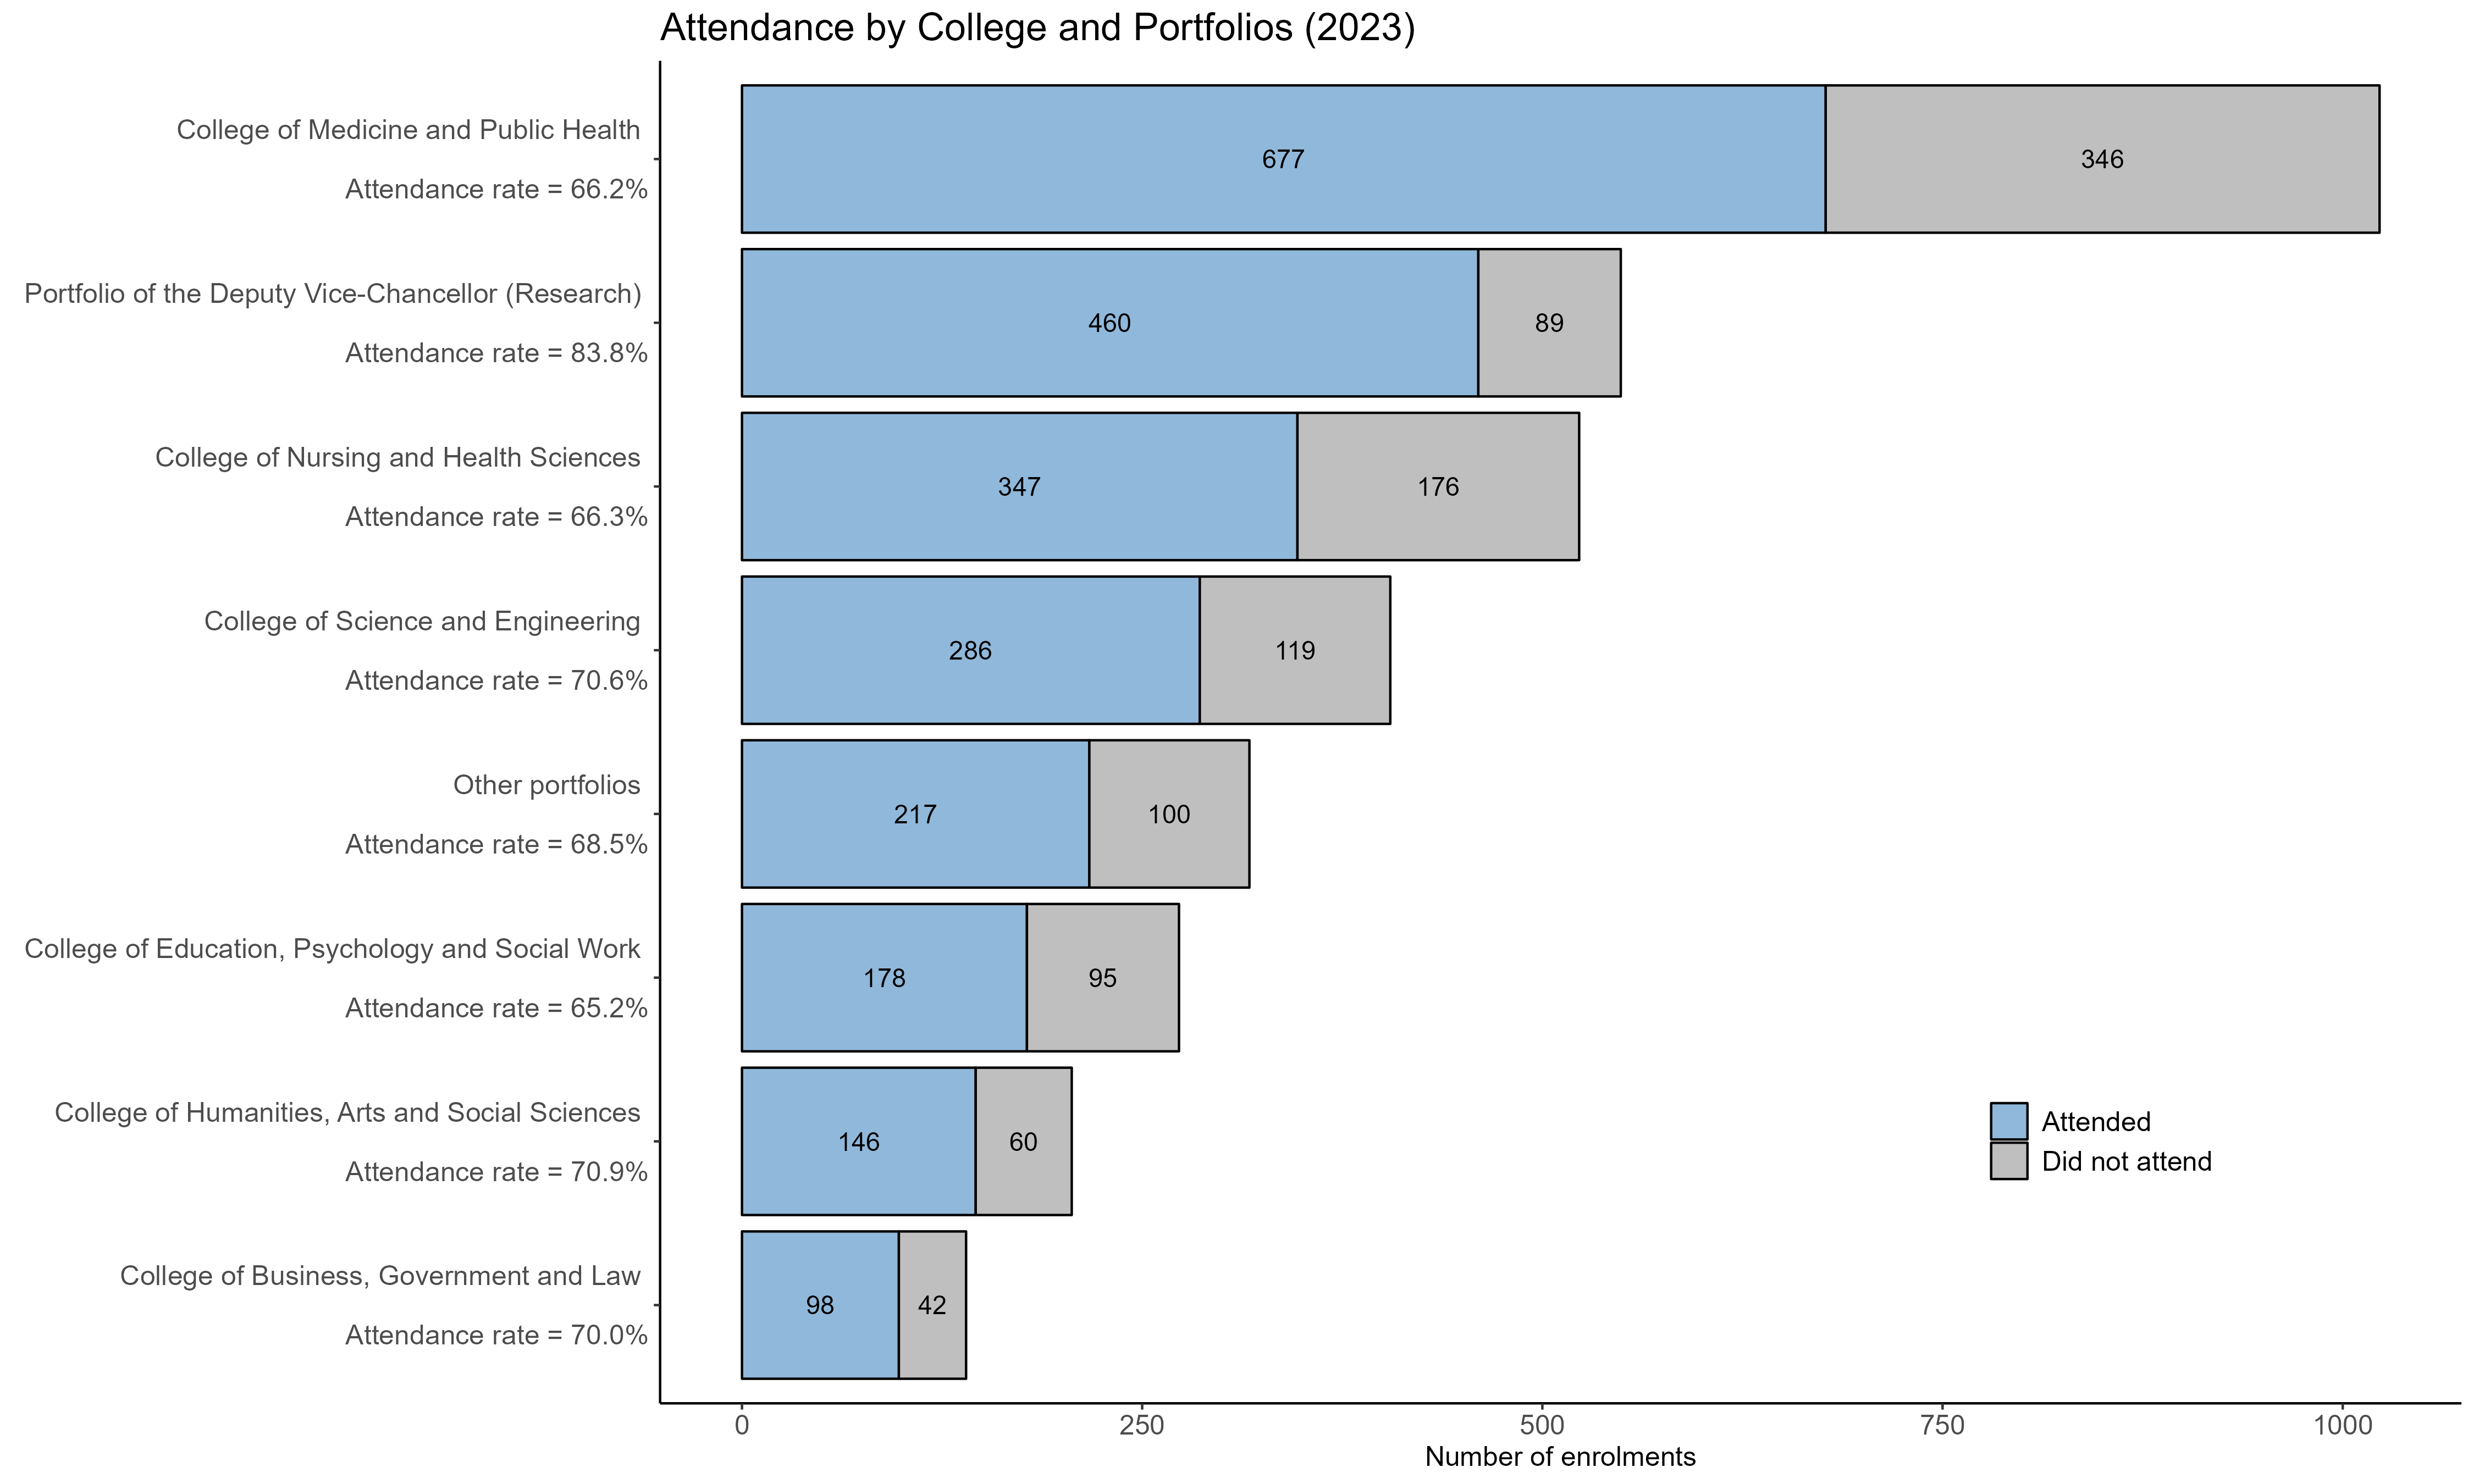 Attendance by College and Portfolios (2023)
College of Medicine and Public Health
Attendance rate = 66.2%
677
346
Portfolio of the Deputy Vice-Chancellor (Research)
Attendance rate = 83.8%
460
89
College of Nursing and Health Sciences
Attendance rate = 66.3%
347
176
College of Science and Engineering
Attendance rate = 70.6%
286
119
Other portfolios
Attendance rate = 68.5%
217
100
College of Education, Psychology and Social Work
Attendance rate = 65.2%
178
95
College of Humanities, Arts and Social Sciences
Attendance rate = 70.9%
146
60
College of Business, Government and Law
Attendance rate = 70.0%
98
42
Attended
Did not attend
0 250 500 750 1000
Number of enrolments